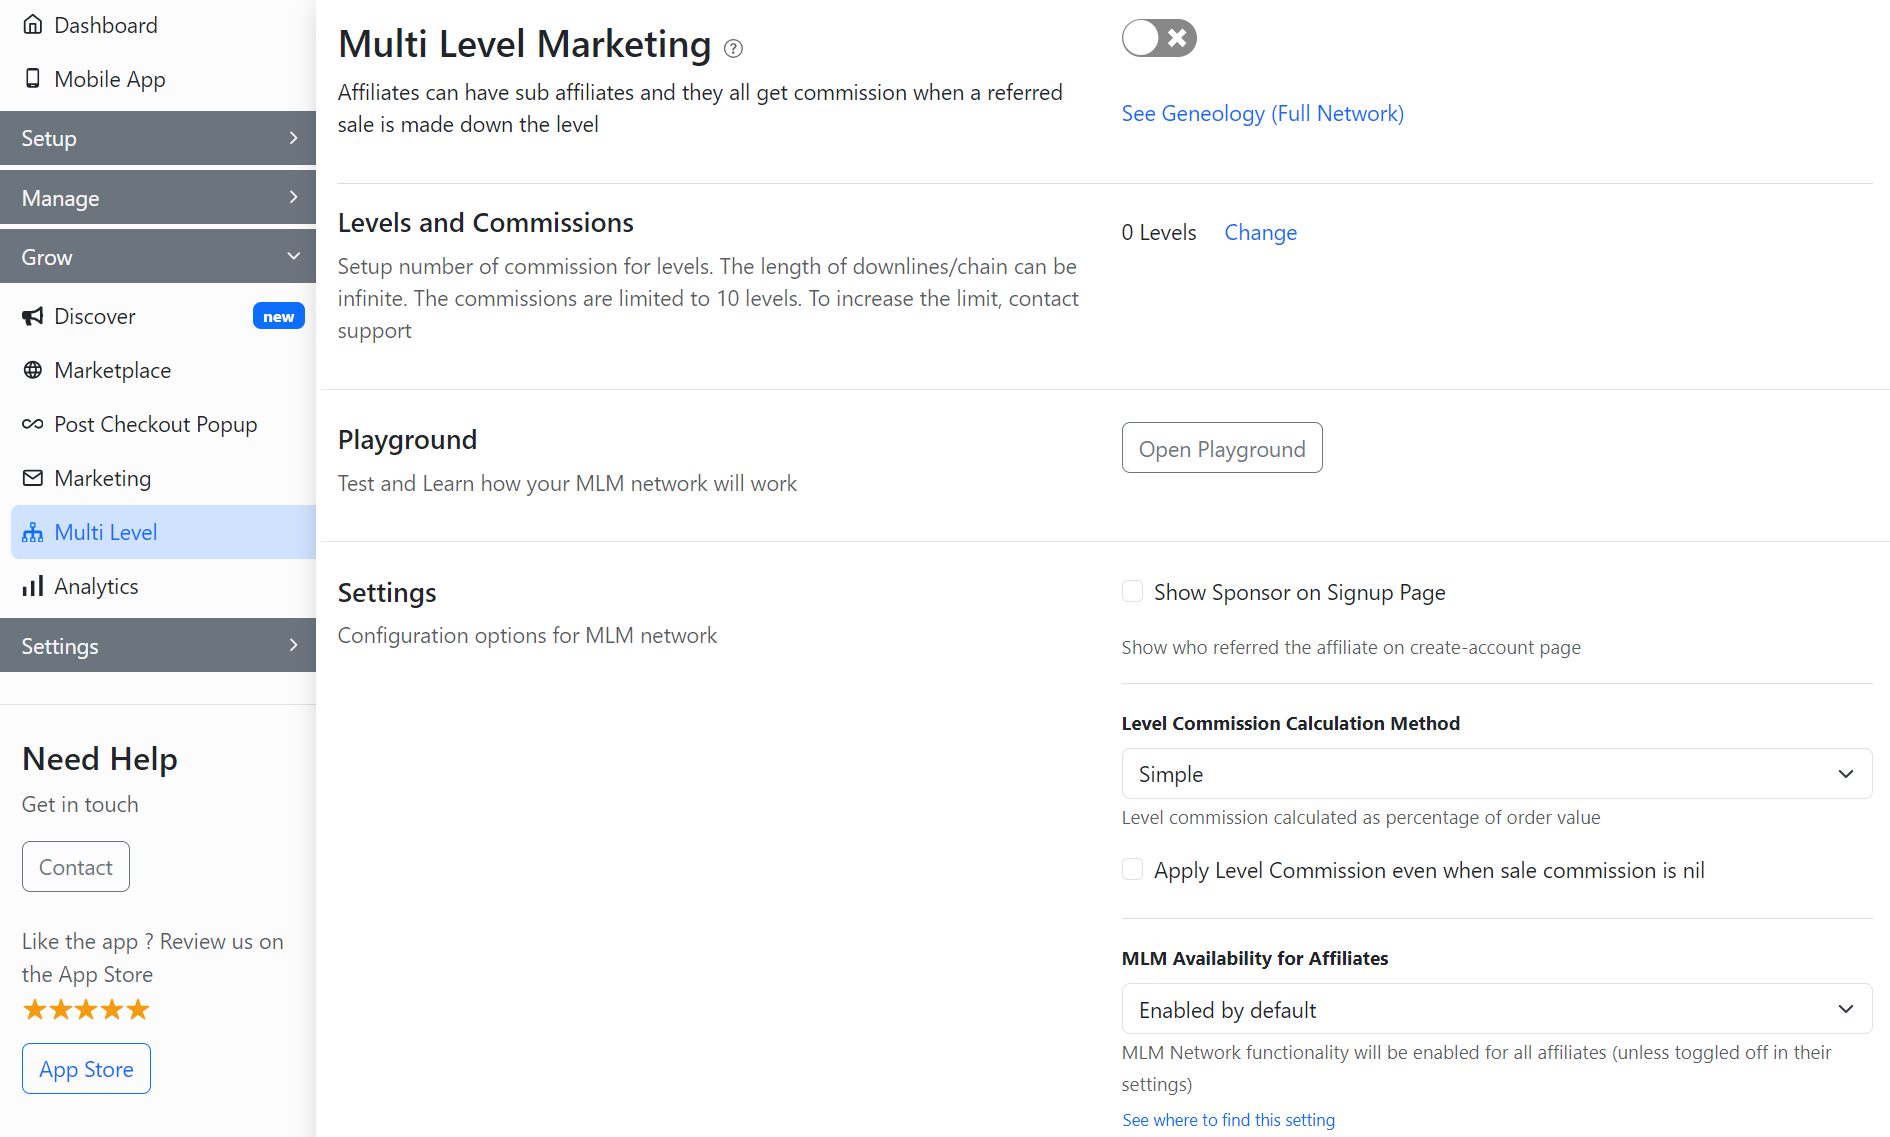 Dashboard
Mobile App
Setup
Manage
Grow
Discover
new
Marketplace
Post Checkout Popup
Marketing
Multi Level
Analytics
Settings
Need Help
Get in touch
Contact
Like the app ? Review us on
the App Store
App Store
Multi Level Marketing
Affiliates can have sub affiliates and they all get commission when a referred
sale is made down the level
See Geneology (Full Network)
Levels and Commissions
Setup number of commission for levels. The length of downlines/chain can be
infinite. The commissions are limited to 10 levels. To increase the limit, contact
support
0 Levels Change
Playground
Test and Learn how your MLM network will work
Open Playground
Settings
Configuration options for MLM network
Show Sponsor on Signup Page
Show who referred the affiliate on create-account page
Level Commission Calculation Method
Simple
Level commission calculated as percentage of order value
Apply Level Commission even when sale commission is nil
MLM Availability for Affiliates
Enabled by default
MLM Network functionality will be enabled for all affiliates (unless toggled off in their
settings)
See where to find this setting